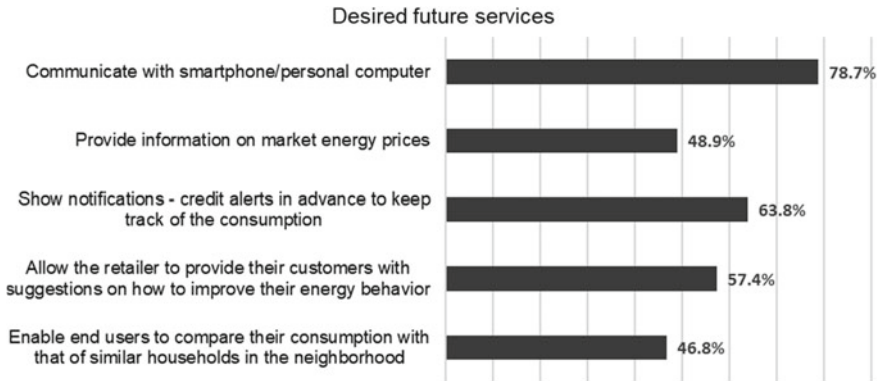 Desired future services
Communicate with smartphone/personal computer
78.7%
Provide information on market energy prices
48.9%
Show notifications - credit alerts in advance to keep
track of the consumption
63.8%
Allow the retailer to provide their customers with
suggestions on how to improve their energy behavior
57.4%
Enable end users to compare their consumption with
that of similar households in the neighborhood
46.8%